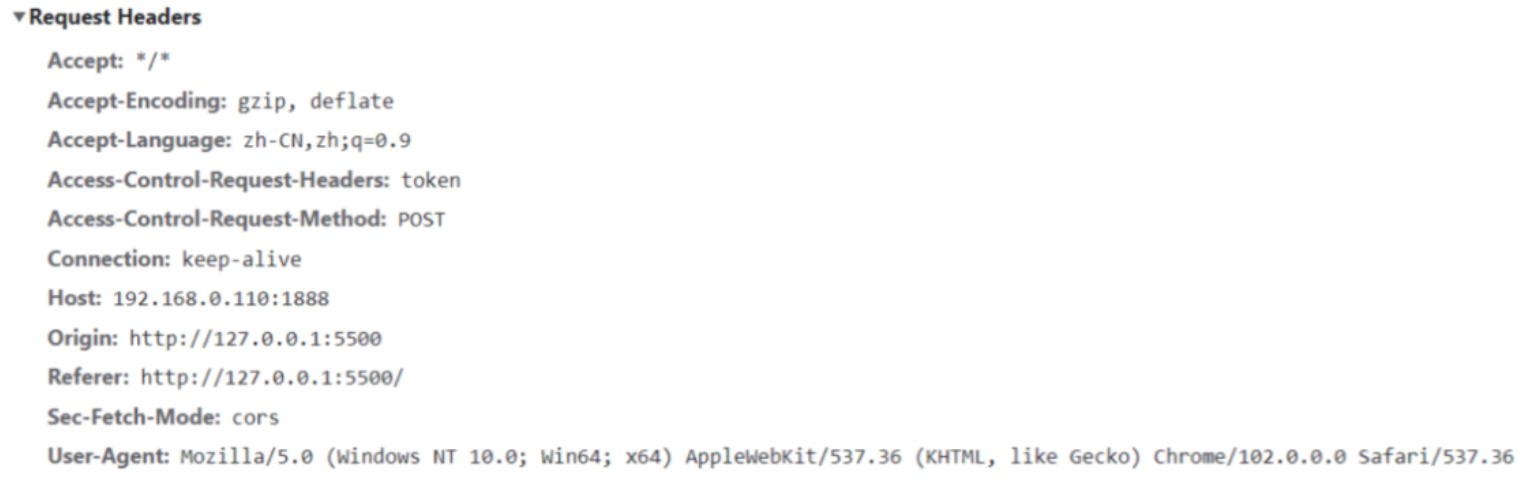 ▼Request Headers
Accept: */*
Accept-Encoding: gzip, deflate
Accept-Language: zh-CN,zh;q=0.9
Access-Control-Request-Headers: token
Access-Control-Request-Method: POST
Connection: keep-alive
Host: 192.168.0.110:1888
Origin: http://127.0.0.1:5500
Referer: http://127.0.0.1:5500/
Sec-Fetch-Mode: cors
User-Agent: Mozilla/5.0 (Windows NT 10.0; Win64; x64) AppleWebKit/537.36 (KHTML, like Gecko) Chrome/102.0.0.0 Safari/537.36